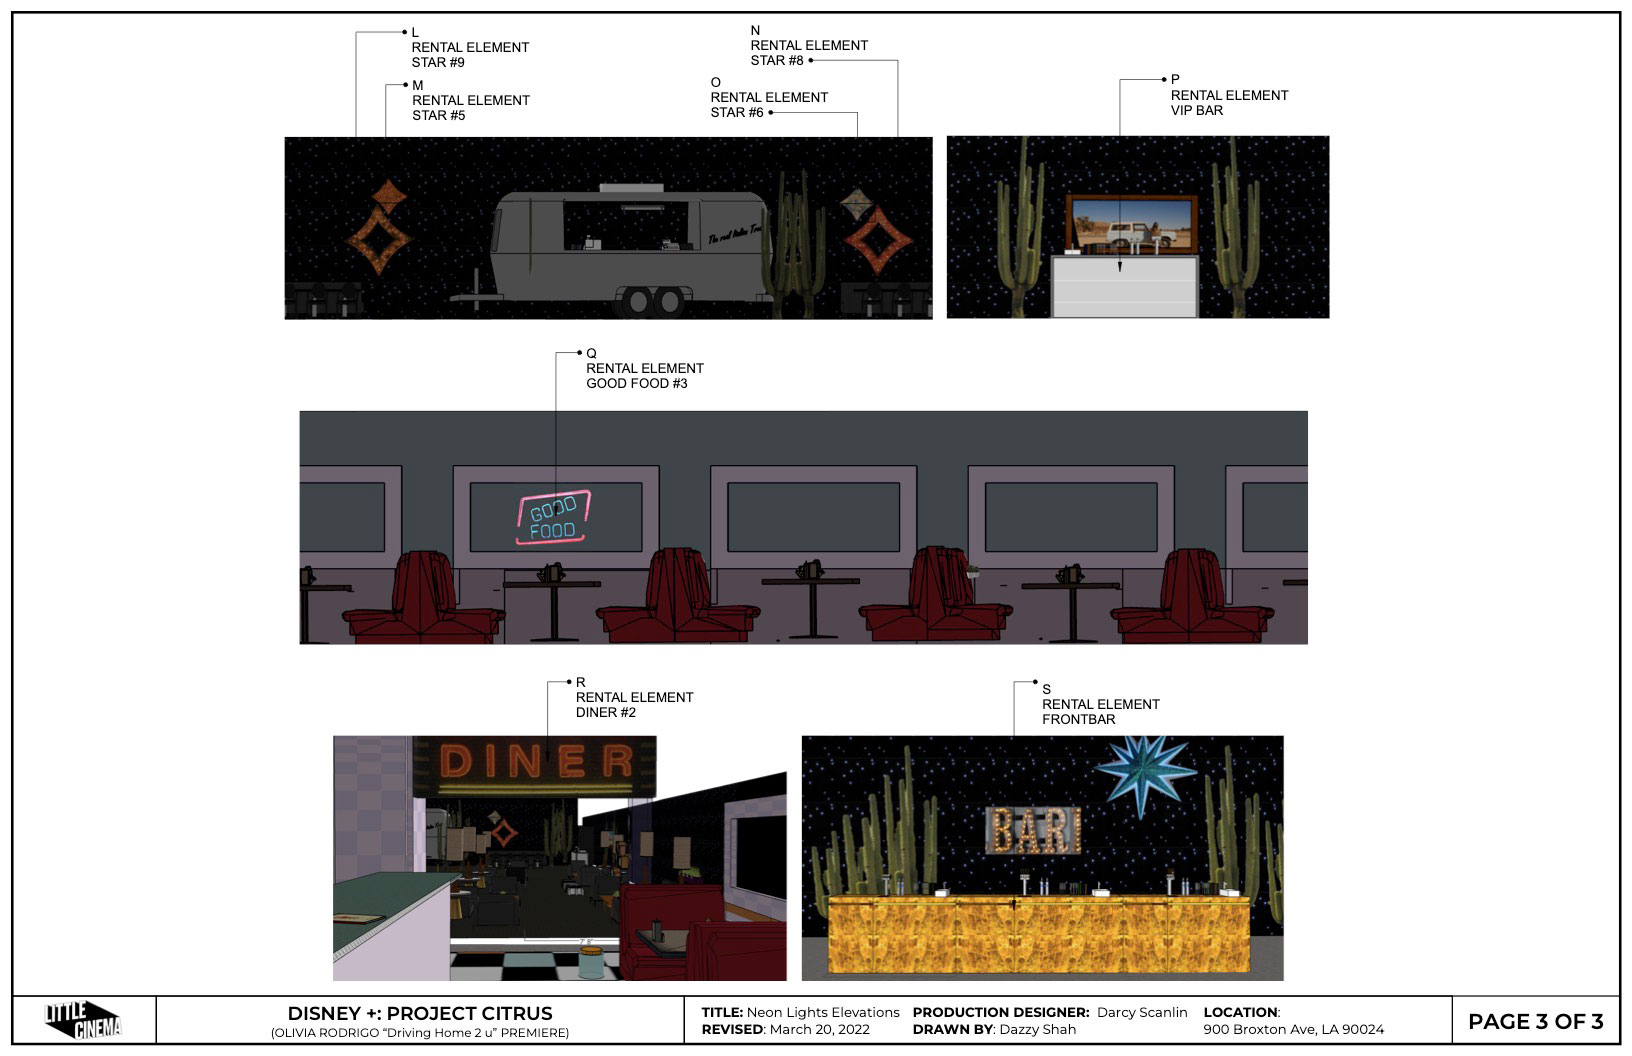 L
RENTAL ELEMENT
STAR #9
M
RENTAL ELEMENT
STAR #5
N
RENTAL ELEMENT
STAR #8
O
RENTAL ELEMENT
STAR #6
P
RENTAL ELEMENT
VIP BAR
The real
Q
RENTAL ELEMENT
GOOD FOOD #3
GOOD
FOOD
R
RENTAL ELEMENT
DINER #2
S
RENTAL ELEMENT
FRONTBAR
DINER
BAR
LITTLE
CINEMA
DISNEY +: PROJECT CITRUS
(OLIVIA RODRIGO “Driving Home 2 u” PREMIERE)
TITLE: Neon Lights Elevations
REVISED: March 20, 2022
PRODUCTION DESIGNER: Darcy Scanlin
DRAWN BY: Dazzy Shah
LOCATION:
900 Broxton Ave, LA 90024
PAGE 3 OF 3